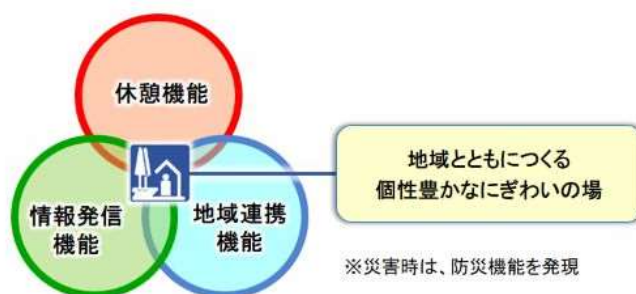 休憩機能
情報発信
機能
地域連携
機能
地域とともにつくる
個性豊かなにぎわいの場
※災害時は、防災機能を発現